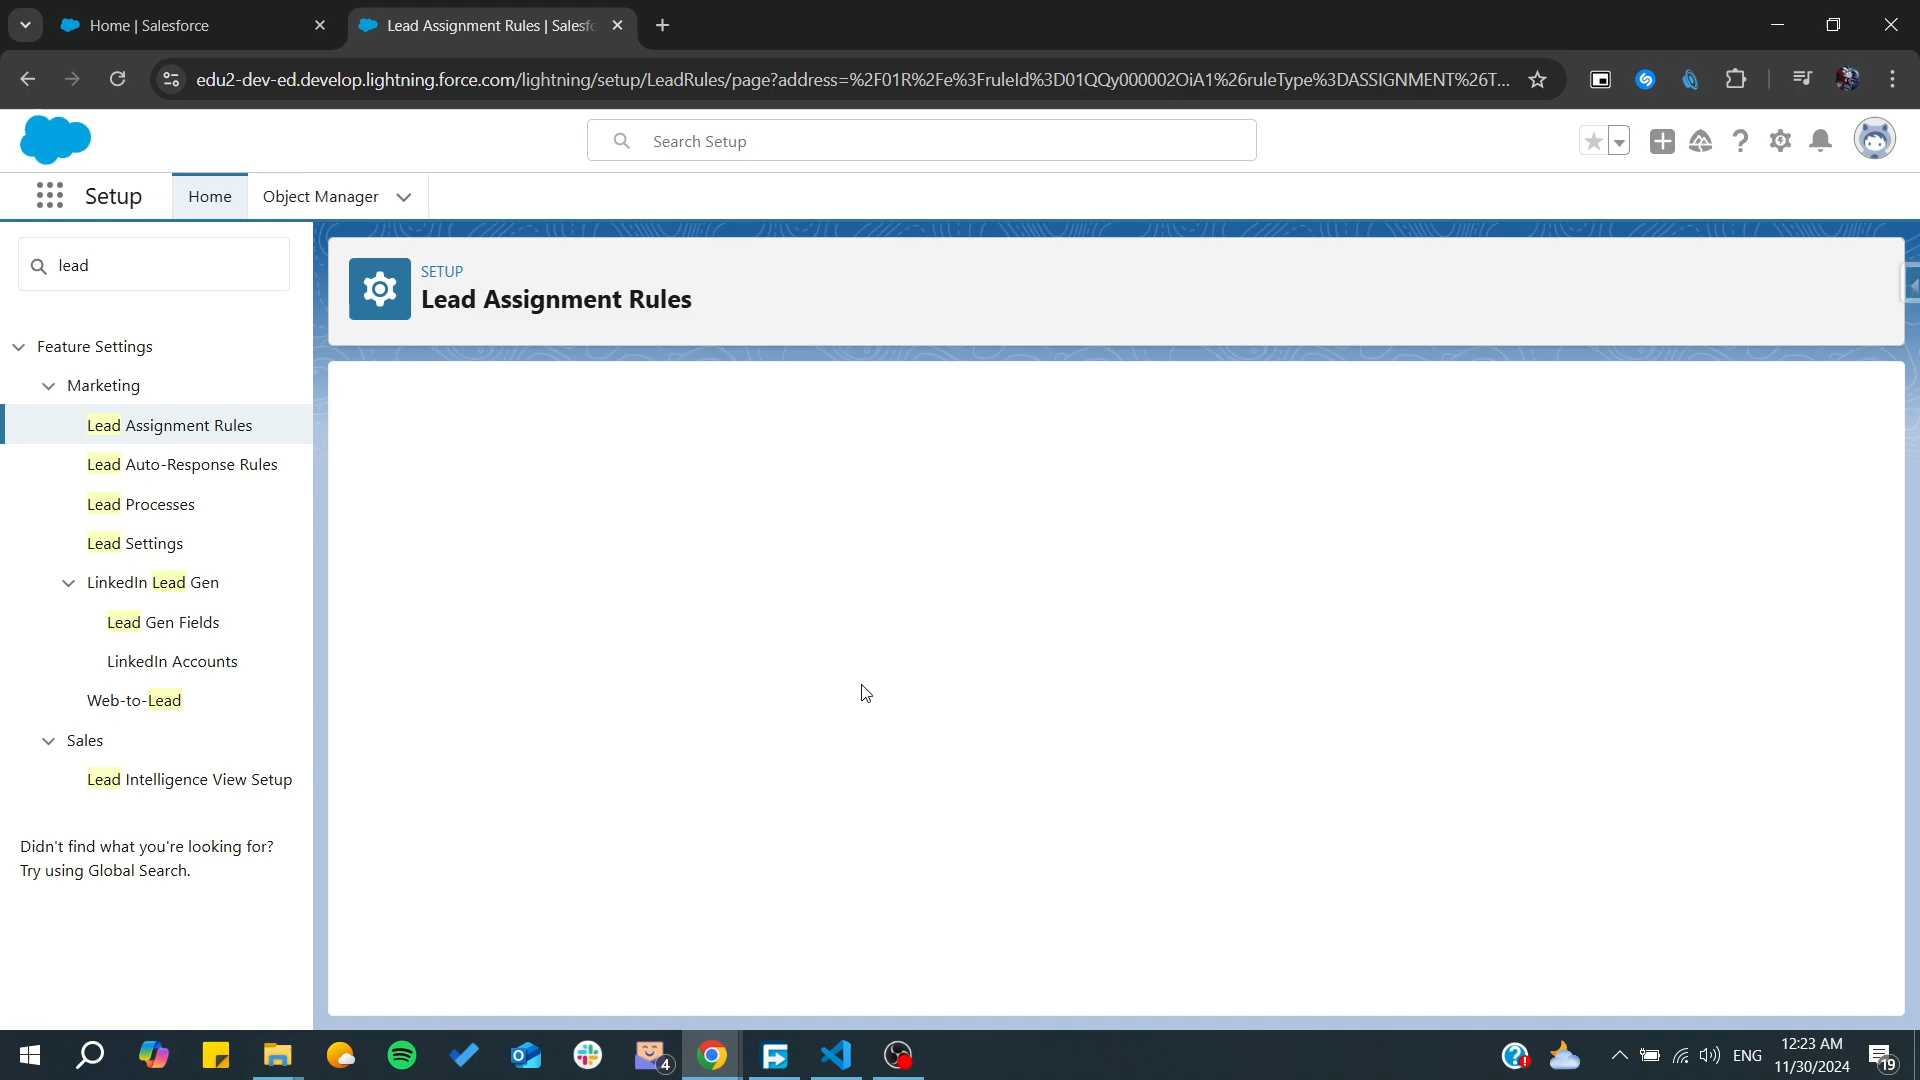 Home | Salesforce
Lead Assignment Rules | Salesf
edu2-dev-ed.develop.lightning.force.com/lightning/setup/LeadRules/page?address=%2F01R%2Fe%3FruleId%3D01QQy000002OiA1%26ruleType%3DASSIGNMENT%26T...
Search Setup
Setup
Home
Object Manager
lead
SETUP
Lead Assignment Rules
Feature Settings
Marketing
Lead Assignment Rules
Lead Auto-Response Rules
Lead Processes
Lead Settings
LinkedIn Lead Gen
Lead Gen Fields
LinkedIn Accounts
Web-to-Lead
Sales
Lead Intelligence View Setup
Didn't find what you're looking for?
Try using Global Search.
4
ENG
12:23 AM
11/30/2024
19